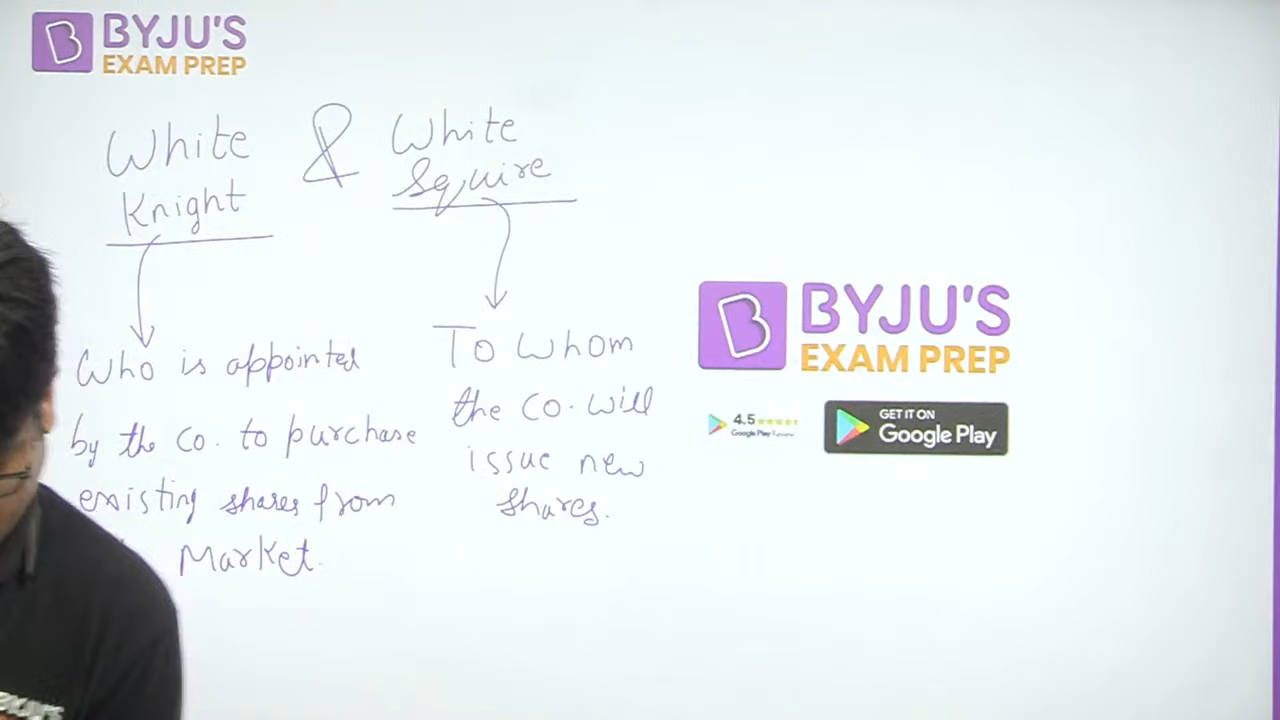 BYJU'S
EXAM PREP
White & White
Knight Squire
Who is appointed
by the Co. to purchase
existing shares from
Market.
To Whom
the Co. will
issue new
shares.
BYJU'S
EXAM PREP
4.5
Google Play
GET IT ON
Google Play